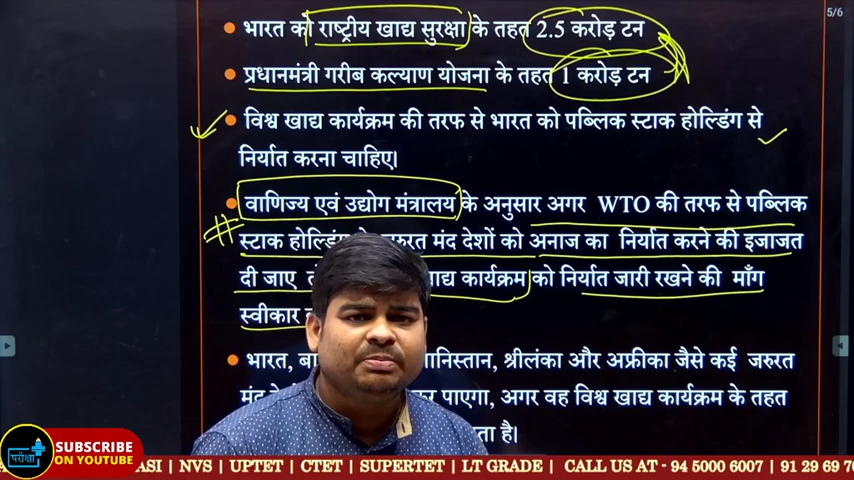 5/6
भारत को राष्ट्रीय खाद्य सुरक्षा के तहत 2.5 करोड़ टन
प्रधानमंत्री गरीब कल्याण योजना के तहत 1 करोड़ टन
विश्व खाद्य कार्यक्रम की तरफ से भारत को पब्लिक स्टाक होल्डिंग से
निर्यात करना चाहिए।
वाणिज्य एवं उद्योग मंत्रालय के अनुसार अगर WTO की तरफ से पब्लिक
स्टाक होल्डिंग मंद देशों को अनाज का निर्यात करने की इजाजत
दी जाए कार्यक्रम को निर्यात जारी रखने की माँग
स्वीकार
भारत, श्रीलंका और अफ्रीका जैसे कई जरुरत
पाएगा, अगर वह विश्व खाद्य कार्यक्रम के तहत
है।
परीक्षा
SUBSCRIBE
ON YOUTUBE
ASI | NVS | UPTET | CTET | SUPERTET | LT GRADE | CALL US AT - 94 5000 6007 | 91 29 69 70